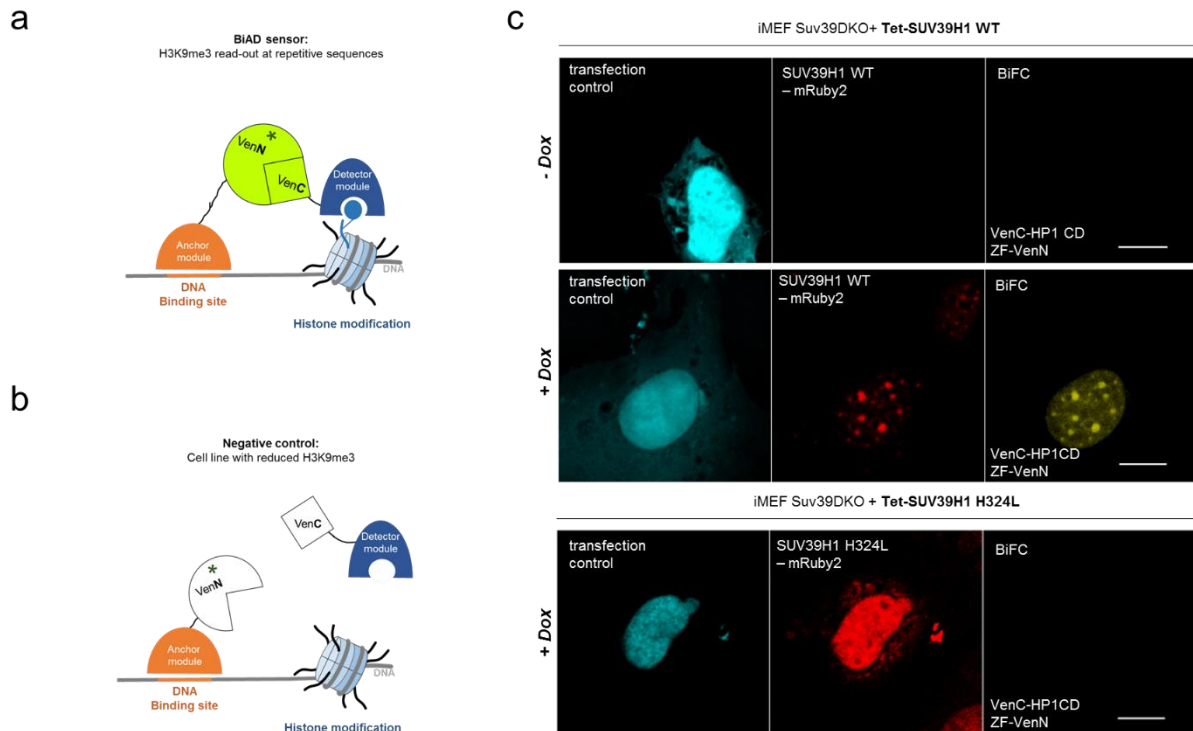 a
BiAD sensor:
H3K9me3 read-out at repetitive sequences
*
VenN
VenC
Detector
module
Anchor
module
DNA
DNA
Binding site
Histone modification
b
Negative control:
Cell line with reduced H3K9me3
VenC
Detector
module
*
VenN
Anchor
module
DNA
DNA
Binding site
Histone modification
c
iMEF Suv39DKO+ Tet-SUV39H1 WT
- Dox
transfection
control
SUV39H1 WT
– mRuby2
BiFC
VenC-HP1 CD
ZF-VenN
+ Dox
transfection
control
SUV39H1 WT
– mRuby2
BiFC
VenC-HP1CD
ZF-VenN
iMEF Suv39DKO + Tet-SUV39H1 H324L
+ Dox
transfection
control
SUV39H1 H324L
– mRuby2
BiFC
VenC-HP1CD
ZF-VenN